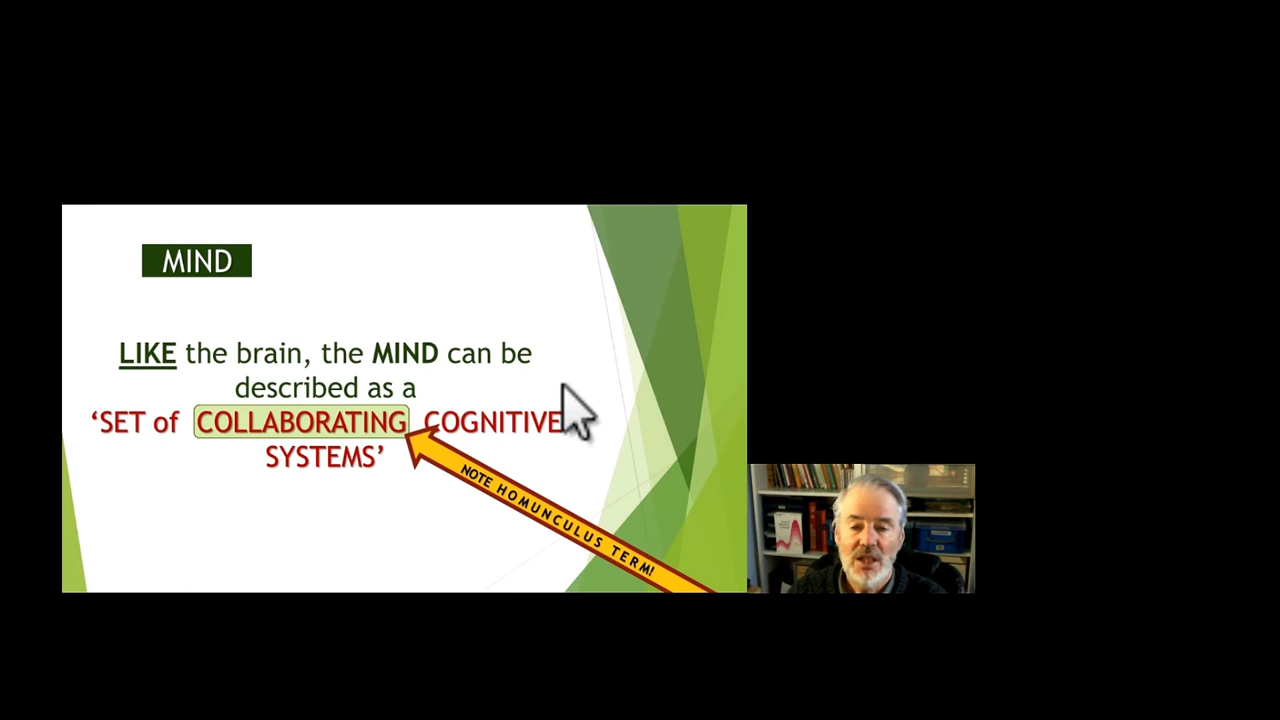 MIND
LIKE the brain, the MIND can be
described as a
‘SET of COLLABORATING COGNITIVE
SYSTEMS’
NOTE HOMUNCULUS TERM!